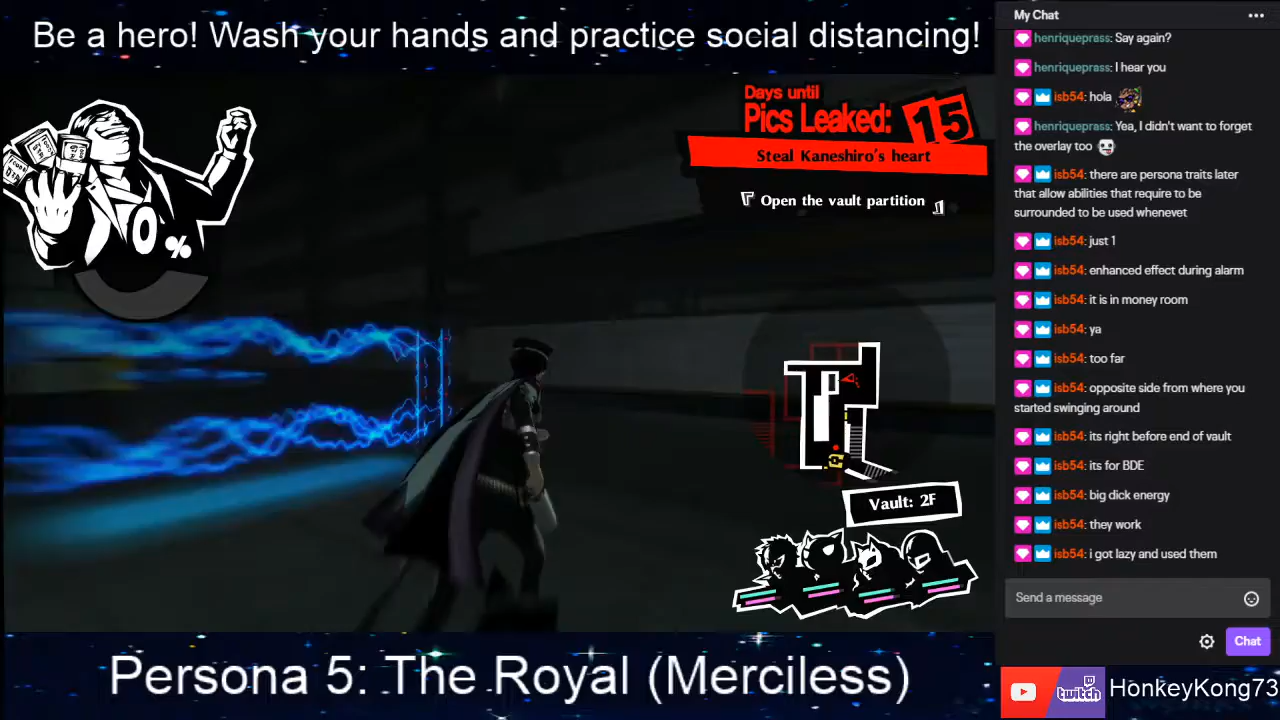 Be a hero! Wash your hands and practice social distancing!
Days until
Pics Leaked: 15
Steal Kaneshiro's heart
Open the vault partition
0 %
Vault: 2F
Persona 5: The Royal (Merciless)
My Chat
henriqueprass: Say again?
henriqueprass: I hear you
isb54: hola
henriqueprass: Yea, I didn't want to forget
the overlay too
isb54: there are persona traits later
that allow abilities that require to be
surrounded to be used whenevet
isb54: just 1
isb54: enhanced effect during alarm
isb54: it is in money room
isb54: ya
isb54: too far
isb54: opposite side from where you
started swinging around
isb54: its right before end of vault
isb54: its for BDE
isb54: big dick energy
isb54: they work
isb54: i got lazy and used them
Send a message
Chat
twitch HonkeyKong73